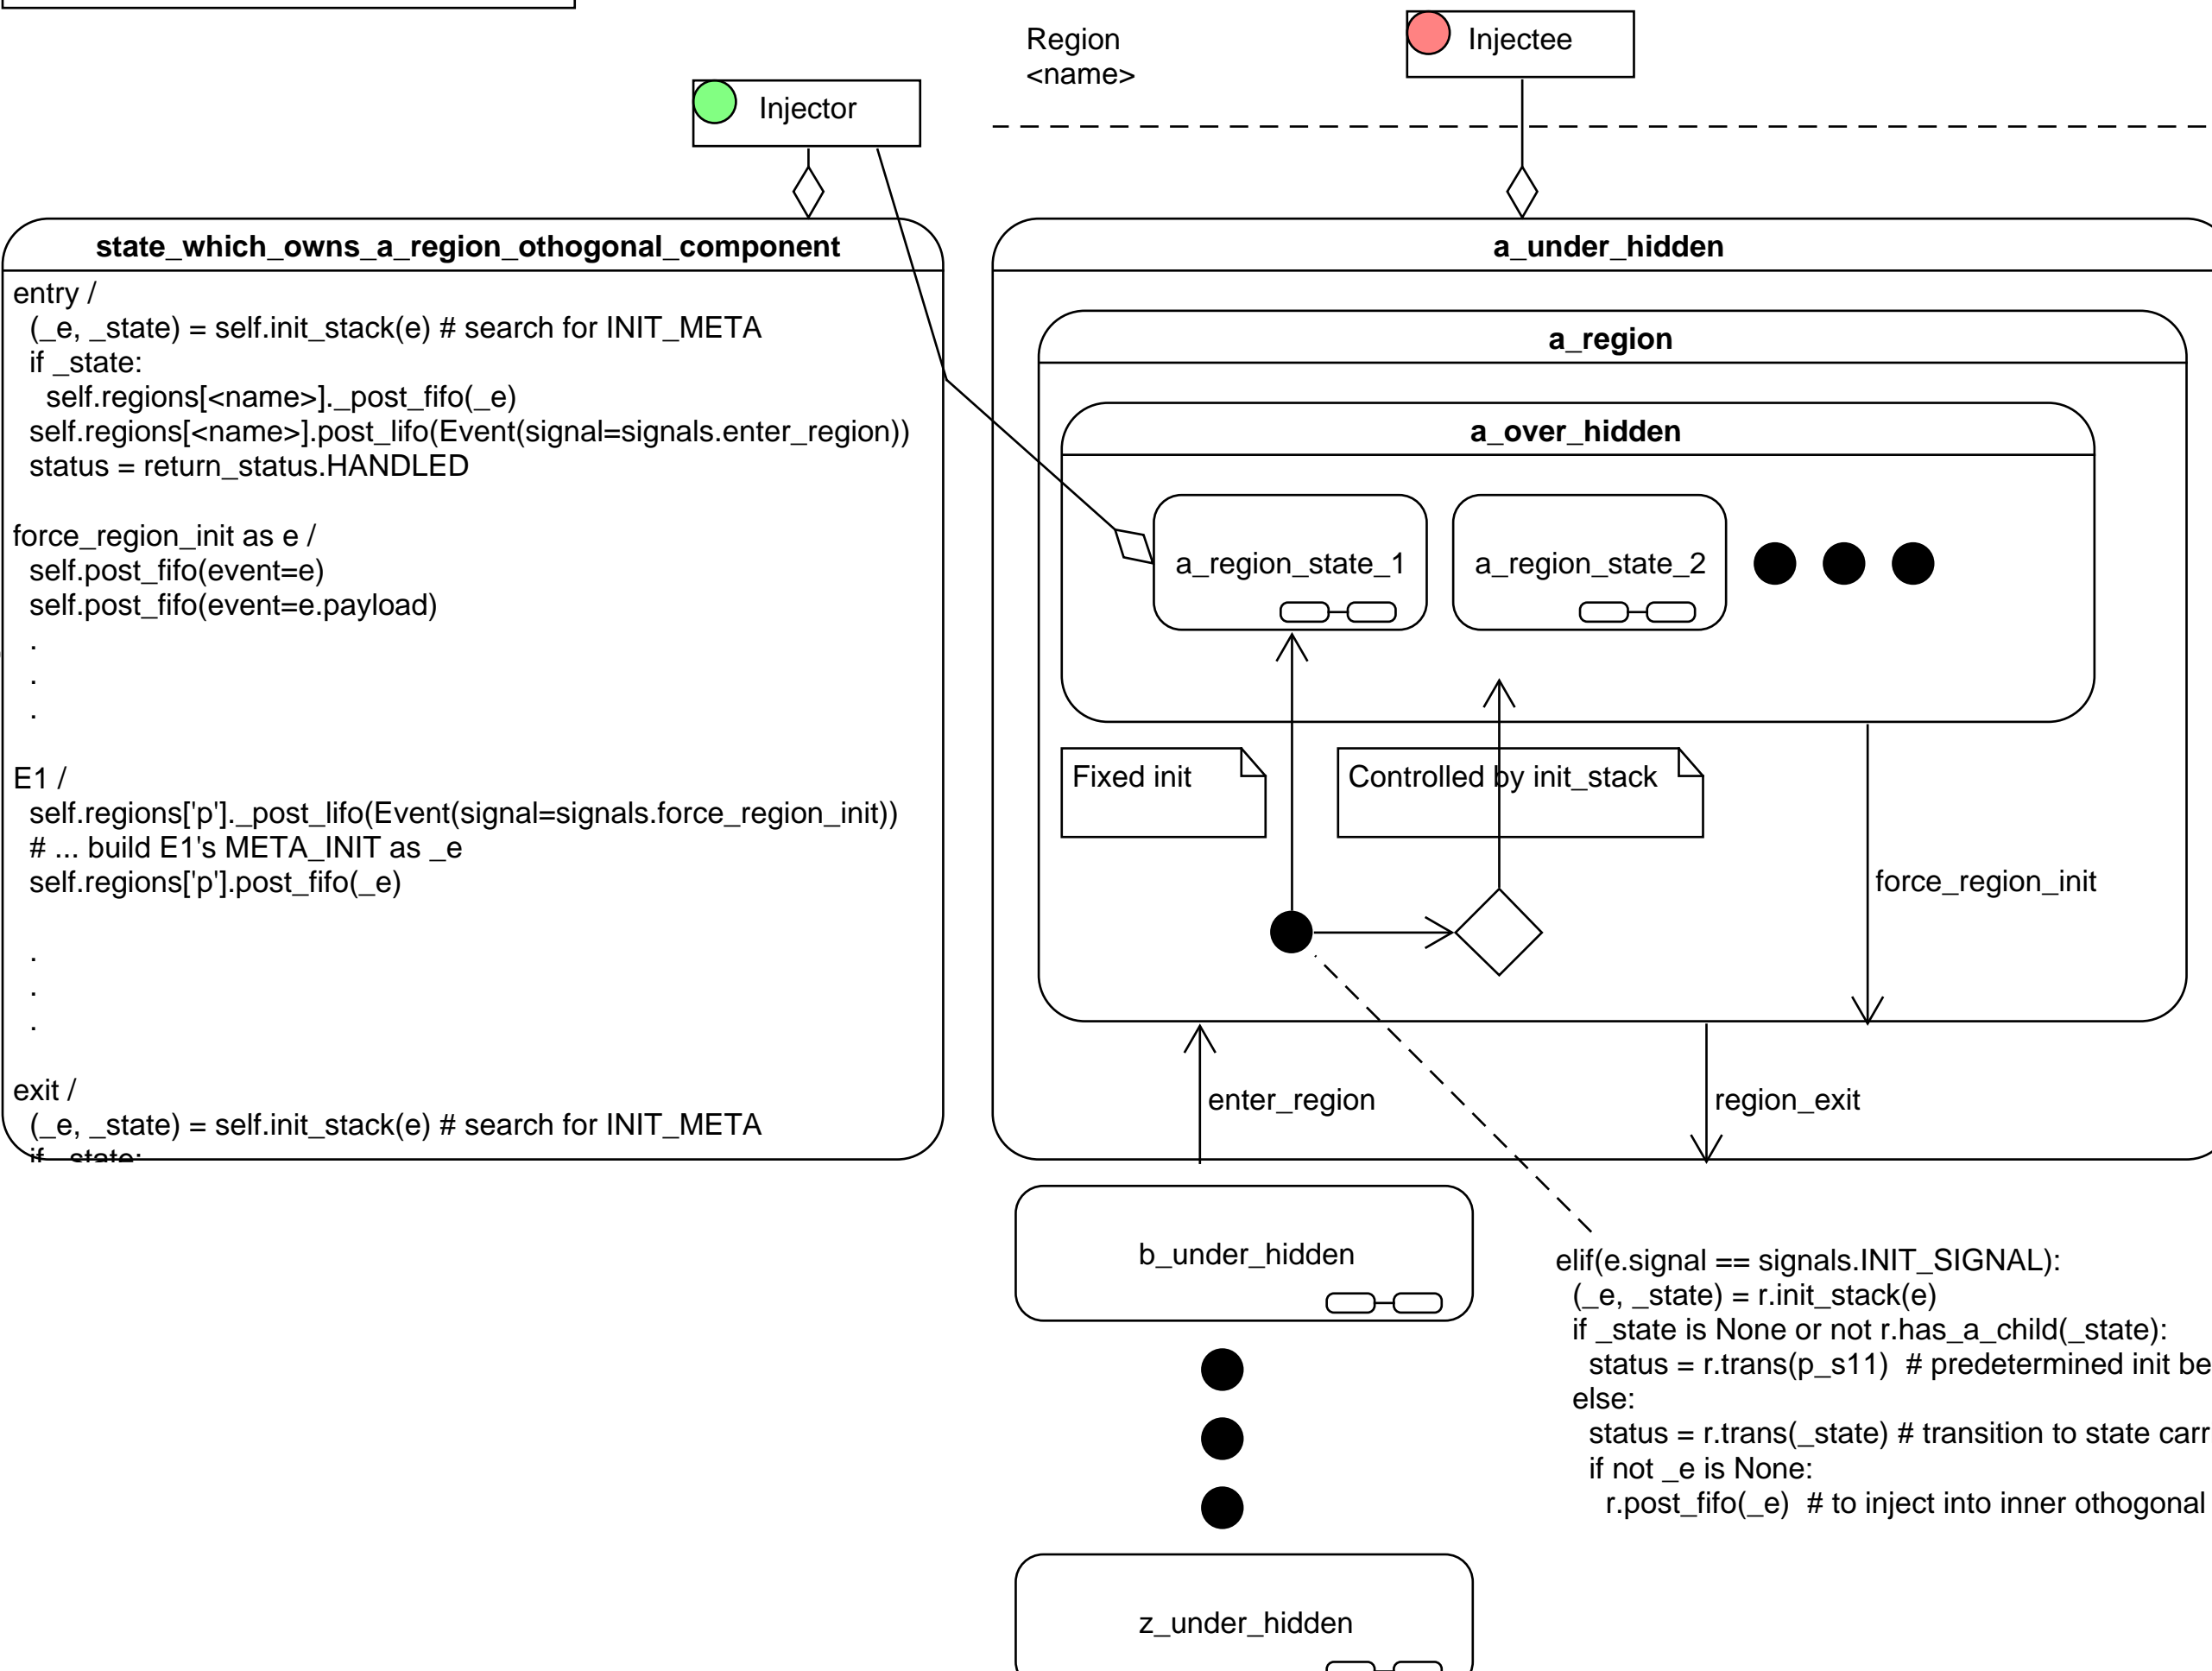 Region
<name>
Injectee
Injector
state_which_owns_a_region_othogonal_component
entry /
(_e, _state) = self.init_stack(e) # search for INIT_META
if _state:
self.regions[<name>]._post_fifo(_e)
self.regions[<name>].post_lifo(Event(signal=signals.enter_region))
status = return_status.HANDLED
force_region_init as e /
self.post_fifo(event=e)
self.post_fifo(event=e.payload)
.
.
.
E1 /
self.regions['p']._post_lifo(Event(signal=signals.force_region_init))
# ... build E1's META_INIT as _e
self.regions['p'].post_fifo(_e)
.
.
.
exit /
(_e, _state) = self.init_stack(e) # search for INIT_META
if _state:
a_under_hidden
a_region
a_over_hidden
a_region_state_1
a_region_state_2
Fixed init
Controlled by init_stack
force_region_init
enter_region
region_exit
b_under_hidden
z_under_hidden
elif(e.signal == signals.INIT_SIGNAL):
(_e, _state) = r.init_stack(e)
if _state is None or not r.has_a_child(_state):
status = r.trans(p_s11)  # predetermined init be
else:
status = r.trans(_state) # transition to state carr
if not _e is None:
r.post_fifo(_e)  # to inject into inner othogonal